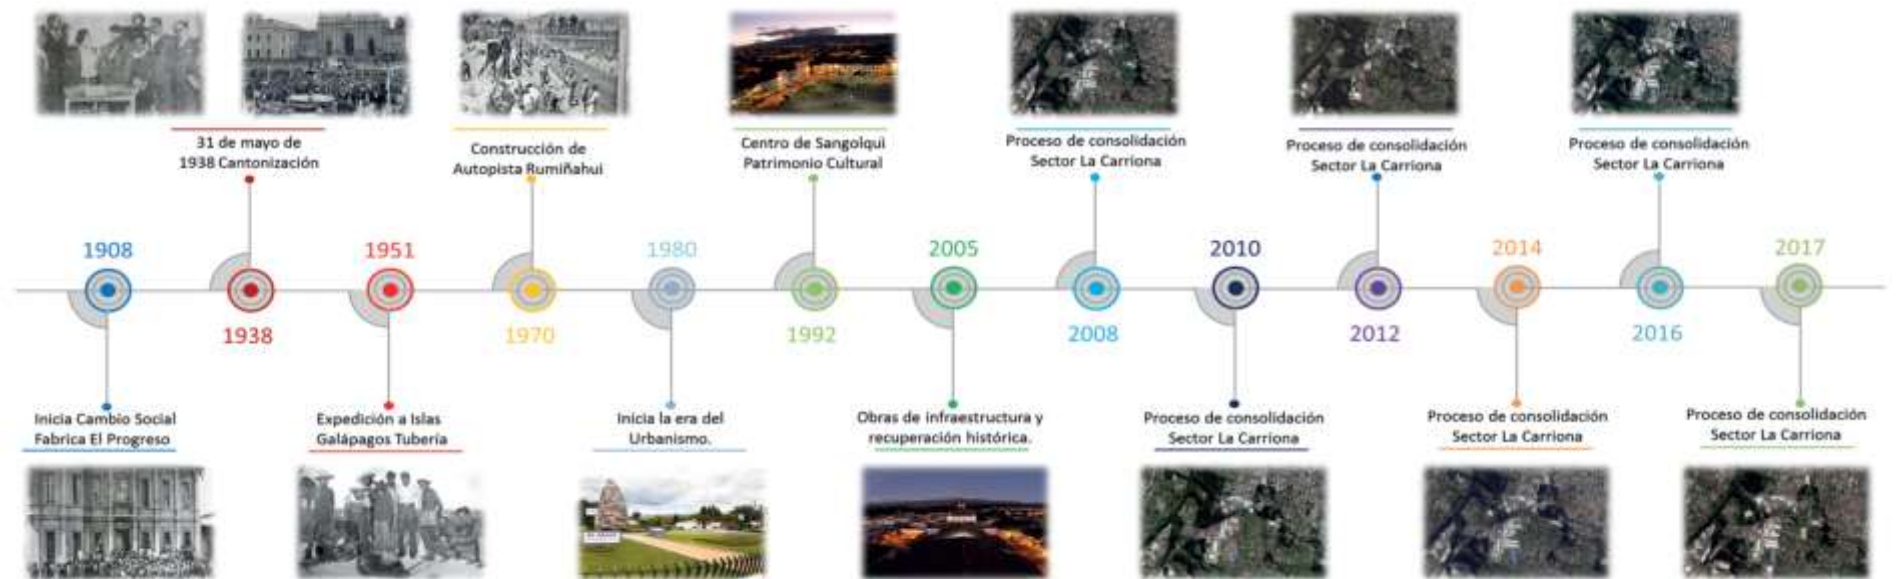 31 de mayo de
1938 Cantonización
Construcción de
Autopista Rumiñahui
Centro de Sangolqui
Patrimonio Cultural
Proceso de consolidación
Sector La Carriona
Proceso de consolidación
Sector La Carriona
Proceso de consolidación
Sector La Carriona
1908
1951
1980
2005
2010
2014
2017
1938
1970
1992
2008
2012
2016
Inicia Cambio Social
Fabrica El Progreso
Expedición a Islas
Galápagos Tubería
Inicia la era del
Urbanismo.
Obras de infraestructura y
recuperación histórica.
Proceso de consolidación
Sector La Carriona
Proceso de consolidación
Sector La Carriona
Proceso de consolidación
Sector La Carriona